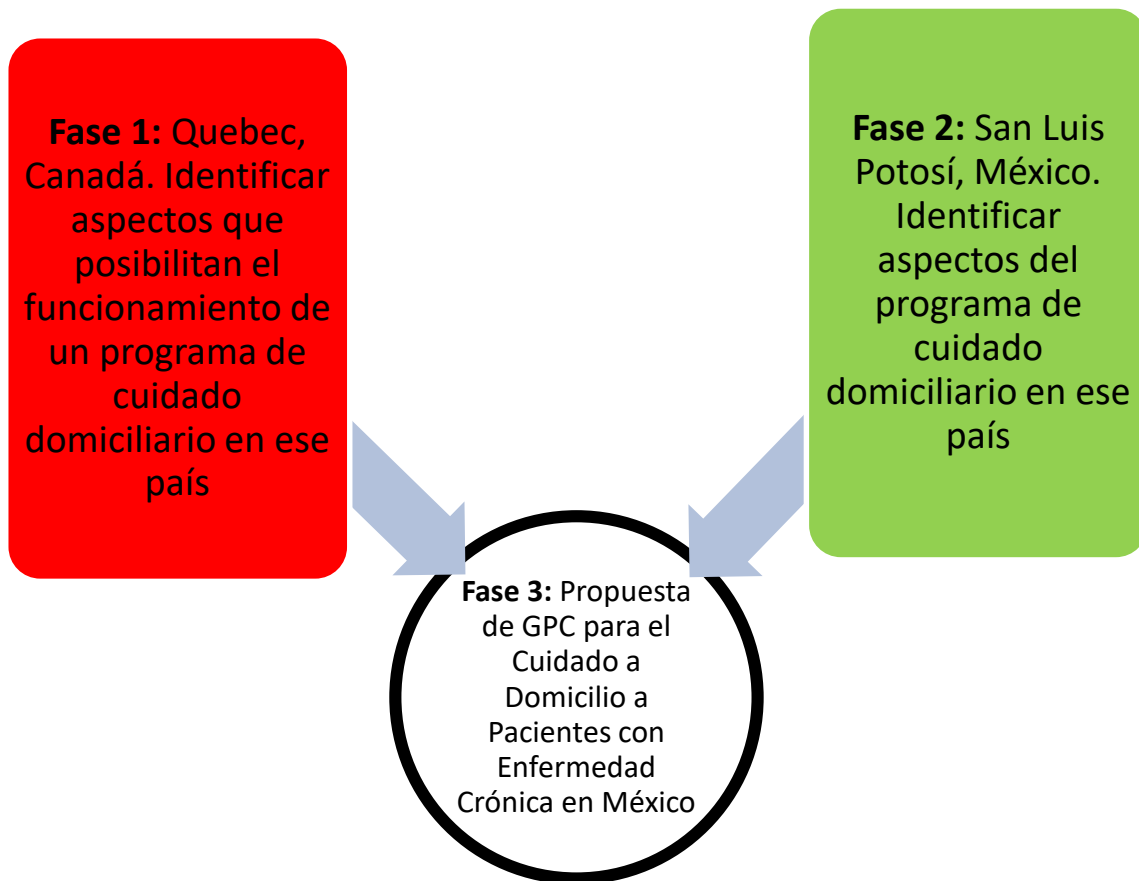 Fase 1: Quebec,
Canadá. Identificar
aspectos que
posibilitan el
funcionamiento de
un programa de
cuidado
domiciliario en ese
país
Fase 2: San Luis
Potosí, México.
Identificar
aspectos del
programa de
cuidado
domiciliario en ese
país
Fase 3: Propuesta
de GPC para el
Cuidado a
Domicilio a
Pacientes con
Enfermedad
Crónica en México